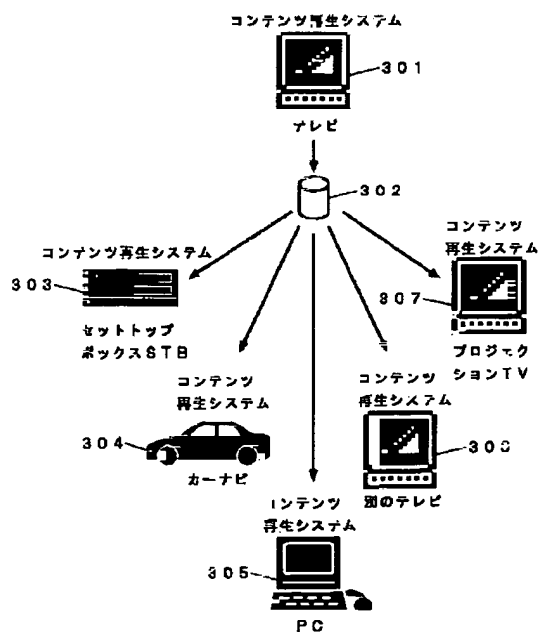 コンテンツ再生システム
301
テレビ
302
コンテンツ再生システム
303
セットトップ
ボックスSTB
コンテンツ
再生システム
307
プロジェク
ションTV
コンテンツ
再生システム
304
カーナビ
コンテンツ
再生システム
306
別のテレビ
コンテンツ
再生システム
305
PC